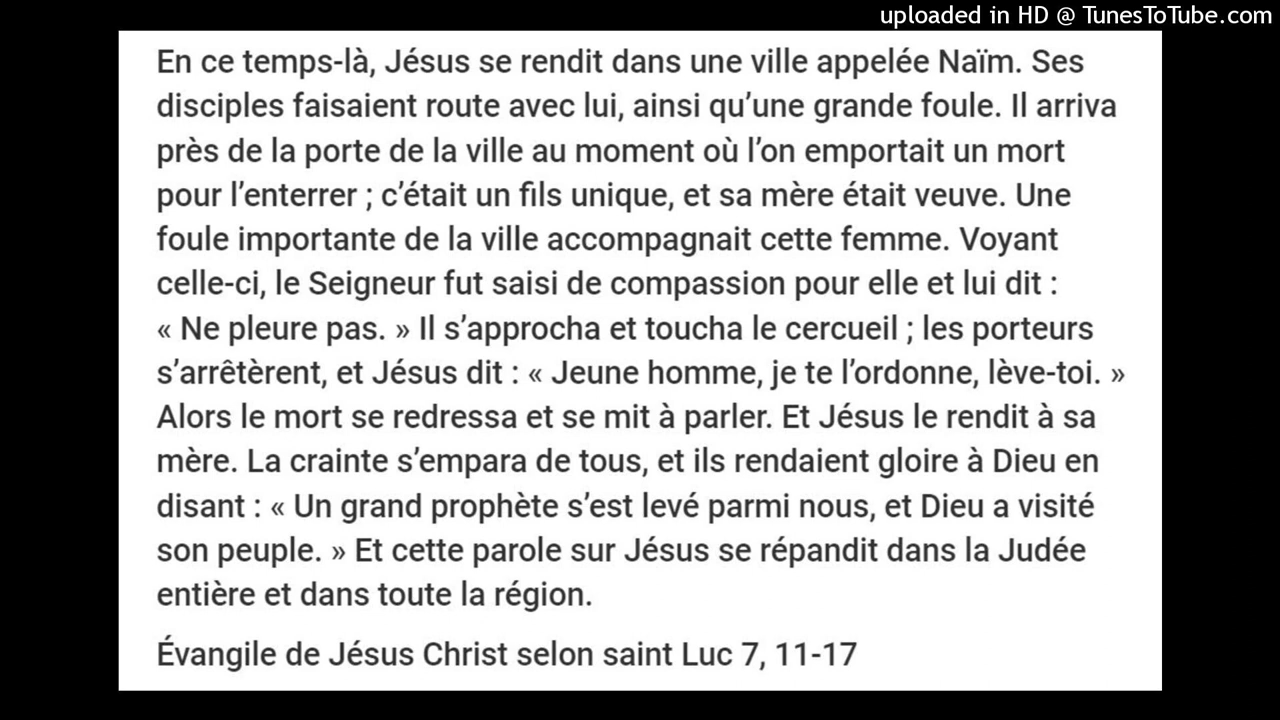 uploaded in HD @ TunesToTube.com
En ce temps-là, Jésus se rendit dans une ville appelée Naïm. Ses
disciples faisaient route avec lui, ainsi qu’une grande foule. Il arriva
près de la porte de la ville au moment où l’on emportait un mort
pour l’enterrer ; c’était un fils unique, et sa mère était veuve. Une
foule importante de la ville accompagnait cette femme. Voyant
celle-ci, le Seigneur fut saisi de compassion pour elle et lui dit :
« Ne pleure pas. » Il s’approcha et toucha le cercueil ; les porteurs
s’arrêtèrent, et Jésus dit : « Jeune homme, je te l’ordonne, lève-toi. »
Alors le mort se redressa et se mit à parler. Et Jésus le rendit à sa
mère. La crainte s’empara de tous, et ils rendaient gloire à Dieu en
disant : « Un grand prophète s’est levé parmi nous, et Dieu a visité
son peuple. » Et cette parole sur Jésus se répandit dans la Judée
entière et dans toute la région.
Évangile de Jésus Christ selon saint Luc 7, 11-17